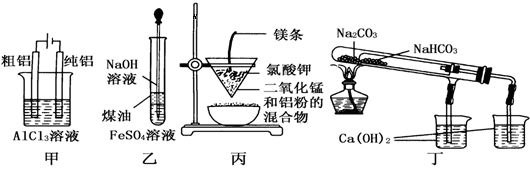 粗铝
纯铝
AlCl₃溶液
甲
NaOH
溶液
煤油
FeSO₄溶液
乙
镁条
氯酸钾
二氧化锰
和铝粉的
混合物
丙
Na₂CO₃
NaHCO₃
Ca(OH)₂
丁